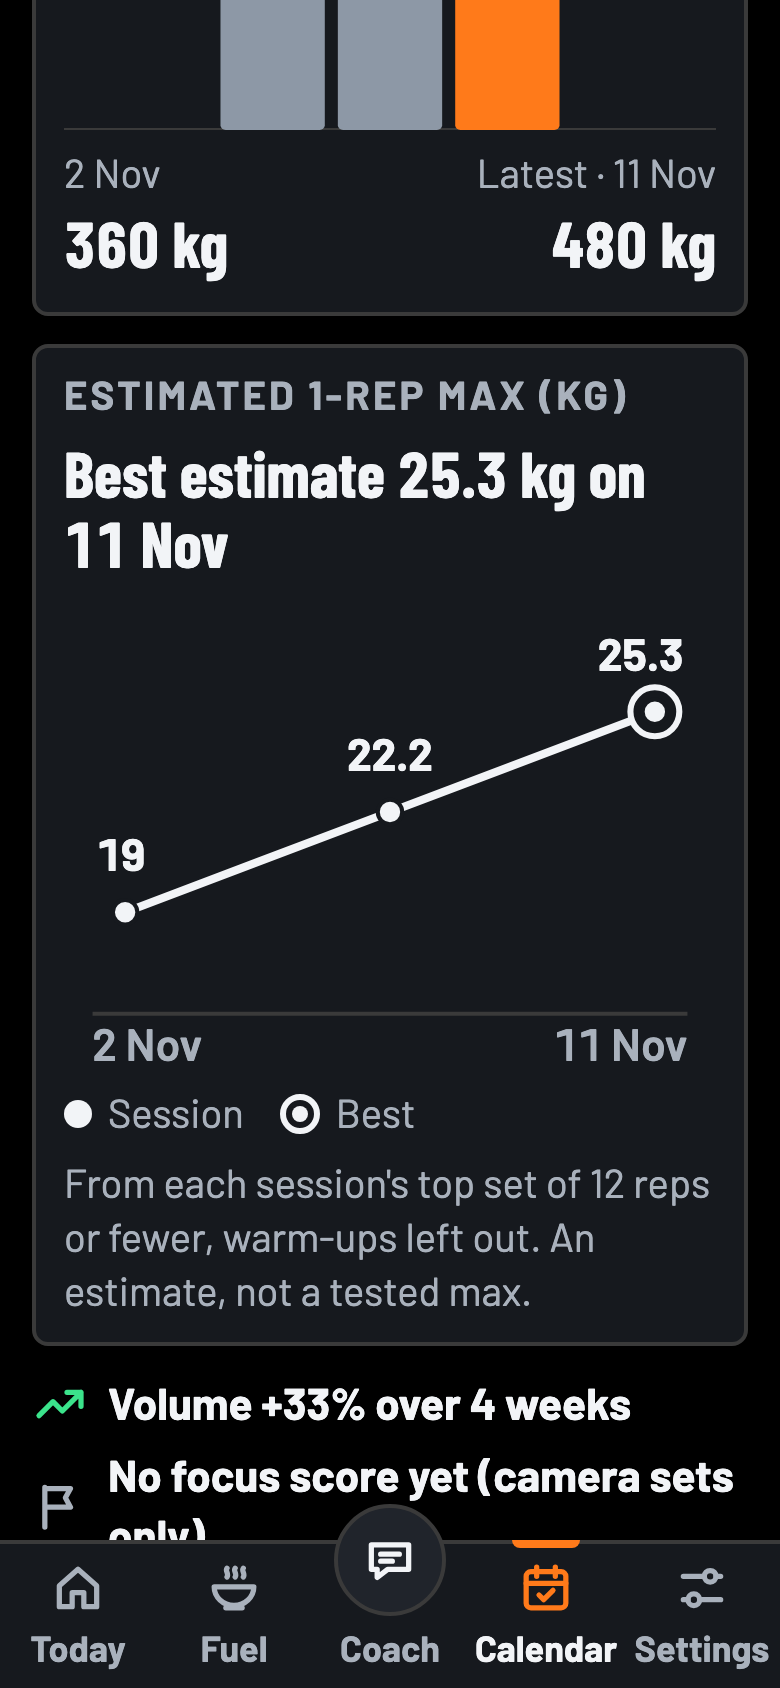 2 Nov
Latest · 11 Nov
360 kg
480 kg
ESTIMATED 1-REP MAX (KG)
Best estimate 25.3 kg on
11 Nov
25.3
22.2
19
2 Nov
11 Nov
Session
Best
From each session's top set of 12 reps
or fewer, warm-ups left out. An
estimate, not a tested max.
Volume +33% over 4 weeks
No focus score yet (camera sets
only)
Today
Fuel
Coach
Calendar
Settings